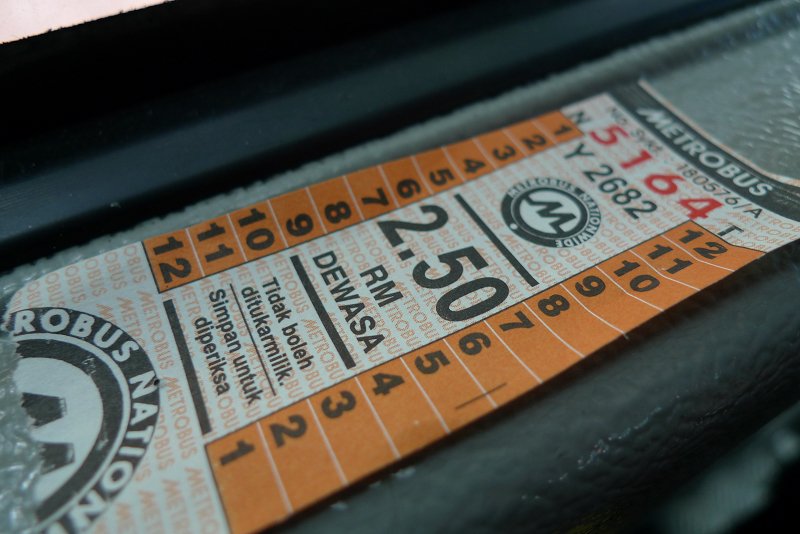 METROBUS
No. Siri: 180576/A
N 5164 T
Y 2682
METROBUS NATIONWIDE
2.50
RM
DEWASA
Tidak boleh
ditukarmilik.
Simpan untuk
diperiksa
1 2 3 4 5 6 7 8 9 10 11 12
1 2 3 4 5 6 7 8 9 10 11 12
ROBUS NATION